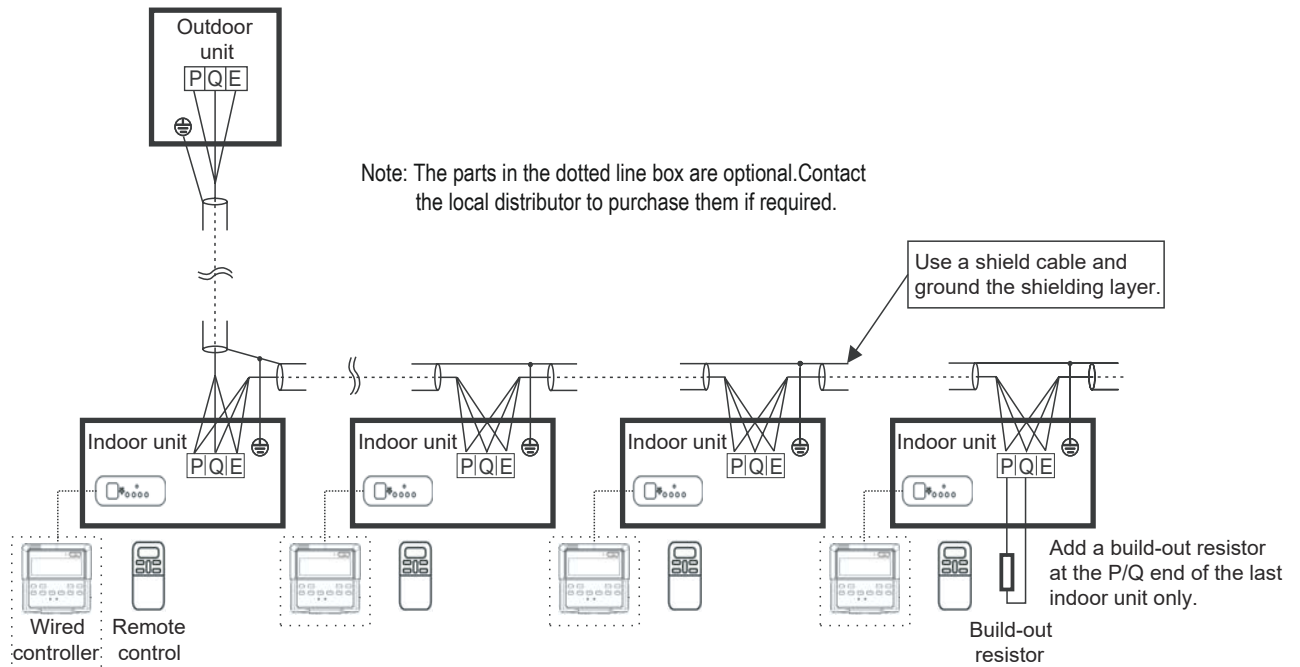 Outdoor
unit
P Q E
Note: The parts in the dotted line box are optional.Contact
the local distributor to purchase them if required.
Use a shield cable and
ground the shielding layer.
Indoor unit
P Q E
Indoor unit
P Q E
Indoor unit
P Q E
Indoor unit
P Q E
Wired
controller
Remote
control
Add a build-out resistor
at the P/Q end of the last
indoor unit only.
Build-out
resistor